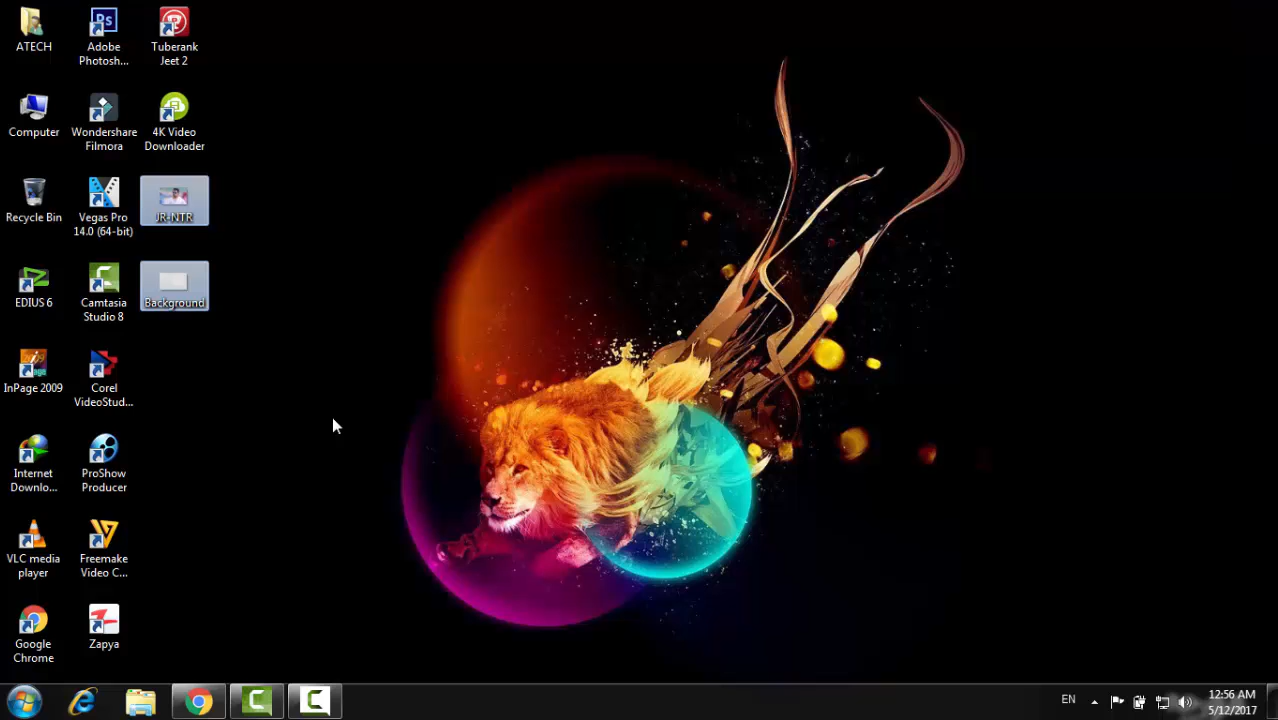 ATECH
Adobe
Photosh...
Tuberank
Jeet 2
Computer
Wondershare
Filmora
4K Video
Downloader
Recycle Bin
Vegas Pro
14.0 (64-bit)
JR-NTR
EDIUS 6
Camtasia
Studio 8
Background
InPage 2009
Corel
VideoStud...
Internet
Downlo...
ProShow
Producer
VLC media
player
Freemake
Video C...
Google
Chrome
Zapya
EN
12:56 AM
5/12/2017